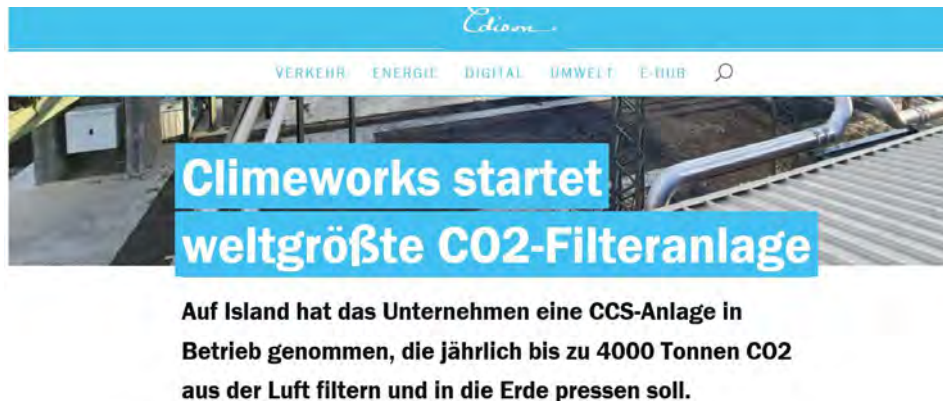 Edison
VERKEHR ENERGIE DIGITAL UMWELT E-HUB
Climeworks startet
weltgrößte CO2-Filteranlage
Auf Island hat das Unternehmen eine CCS-Anlage in
Betrieb genommen, die jährlich bis zu 4000 Tonnen CO2
aus der Luft filtern und in die Erde pressen soll.